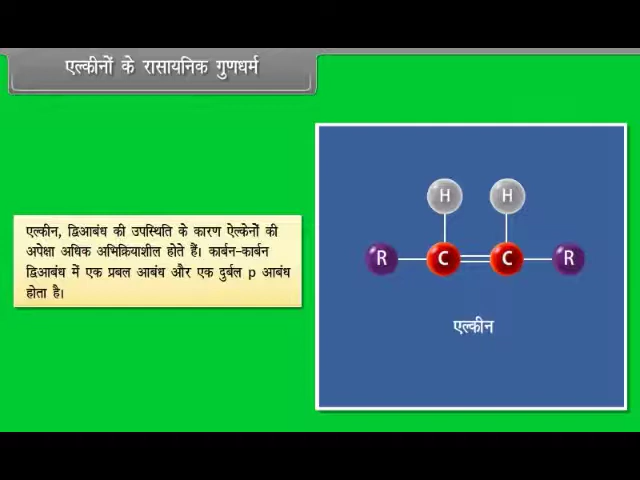 एल्कीनों के रासायनिक गुणधर्म
एल्कीन, द्विआबंध की उपस्थिति के कारण ऐल्केनों की
अपेक्षा अधिक अभिक्रियाशील होते हैं। कार्बन-कार्बन
द्विआबंध में एक प्रबल आबंध और एक दुर्बल p आबंध
होता है।
H H
R C C R
एल्कीन